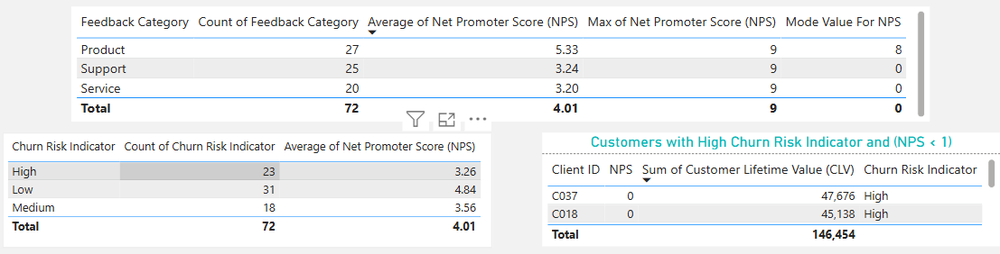 Feedback Category Count of Feedback Category Average of Net Promoter Score (NPS) Max of Net Promoter Score (NPS) Mode Value For NPS
Product 27 5.33 9 8
Support 25 3.24 9 0
Service 20 3.20 9 0
Total 72 4.01 9 0
Churn Risk Indicator Count of Churn Risk Indicator Average of Net Promoter Score (NPS)
High 23 3.26
Low 31 4.84
Medium 18 3.56
Total 72 4.01
Customers with High Churn Risk Indicator and (NPS < 1)
Client ID NPS Sum of Customer Lifetime Value (CLV) Churn Risk Indicator
C037 0 47,676 High
C018 0 45,138 High
Total 146,454